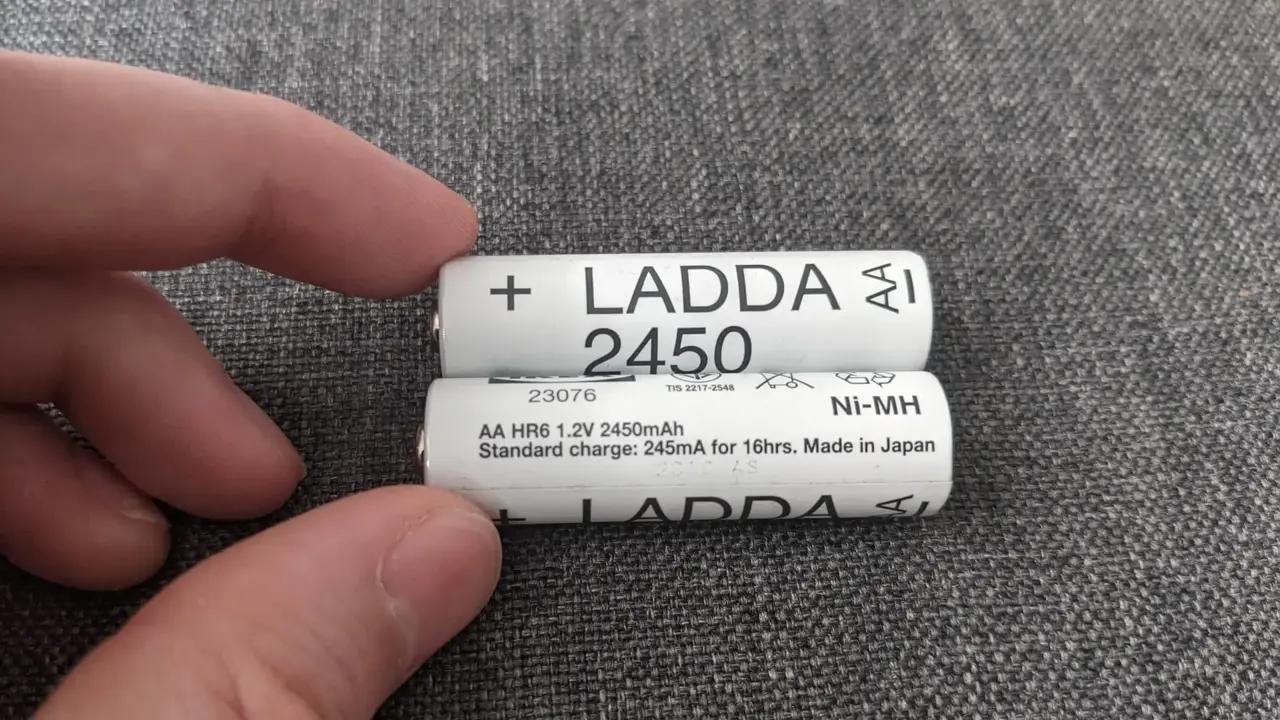 + LADDA AA -
2450
23076
TIS 2217-2548
Ni-MH
AA HR6 1.2V 2450mAh
Standard charge: 245mA for 16hrs. Made in Japan
+ LADDA AA -